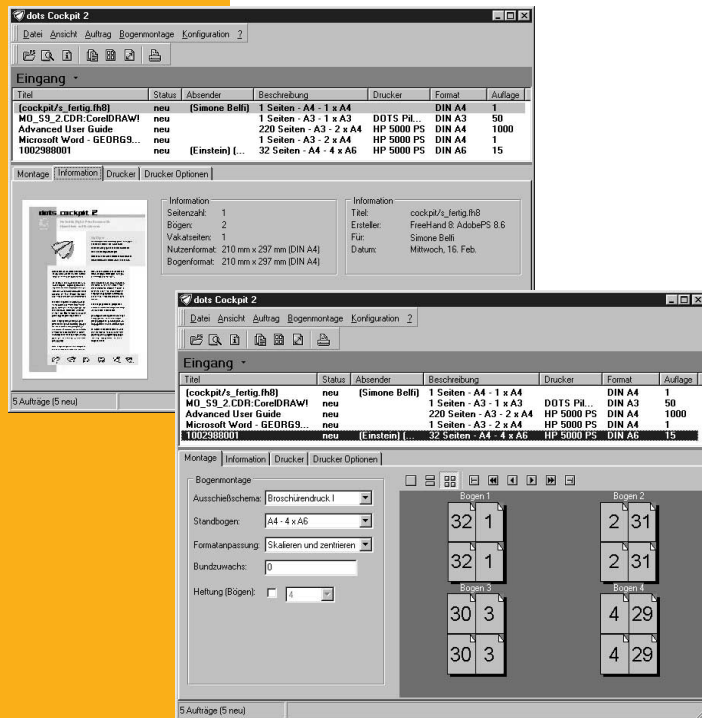 dots Cockpit 2
Datei Ansicht Auftrag Bogenmontage Konfiguration ?
Eingang
Titel Status Absender Beschreibung Drucker Format Auflage
(cockpit/s_fertig.fh8) neu (Simone Belfi) 1 Seiten - A4 - 1 x A4 DIN A4 1
MO_S9_2.CDR:CorelDRAW! neu 1 Seiten - A3 - 1 x A3 DOTS Pil... DIN A3 50
Advanced User Guide neu 220 Seiten - A3 - 2 x A4 HP 5000 PS DIN A4 1000
Microsoft Word - GEORG9... neu 1 Seiten - A3 - 2 x A4 HP 5000 PS DIN A4 1
1002988001 neu (Einstein) (... 32 Seiten - A4 - 4 x A6 HP 5000 PS DIN A6 15
Montage Information Drucker Drucker Optionen
dots cockpit 2
Information
Seitenzahl: 1
Bögen: 2
Vakatseiten: 1
Nutzenformat: 210 mm x 297 mm (DIN A4)
Bogenformat: 210 mm x 297 mm (DIN A4)
Information
Titel: cockpit/s_fertig.fh8
Ersteller: FreeHand 8: AdobePS 8.6
Für: Simone Belfi
Datum: Mittwoch, 16. Feb.
5 Aufträge (5 neu)
dots Cockpit 2
Datei Ansicht Auftrag Bogenmontage Konfiguration ?
Eingang
Titel Status Absender Beschreibung Drucker Format Auflage
(cockpit/s_fertig.fh8) neu (Simone Belfi) 1 Seiten - A4 - 1 x A4 DIN A4 1
MO_S9_2.CDR:CorelDRAW! neu 1 Seiten - A3 - 1 x A3 DOTS Pil... DIN A3 50
Advanced User Guide neu 220 Seiten - A3 - 2 x A4 HP 5000 PS DIN A4 1000
Microsoft Word - GEORG9... neu 1 Seiten - A3 - 2 x A4 HP 5000 PS DIN A4 1
1002988001 neu (Einstein) (... 32 Seiten - A4 - 4 x A6 HP 5000 PS DIN A6 15
Montage Information Drucker Drucker Optionen
Bogenmontage
Ausschießschema: Broschürendruck I
Standbogen: A4 - 4 x A6
Formatanpassung: Skalieren und zentrieren
Bundzuwachs: 0
Heftung (Bögen): 4
Bogen 1 Bogen 2
32 1 2 31
32 1 2 31
Bogen 3 Bogen 4
30 3 4 29
30 3 4 29
5 Aufträge (5 neu)